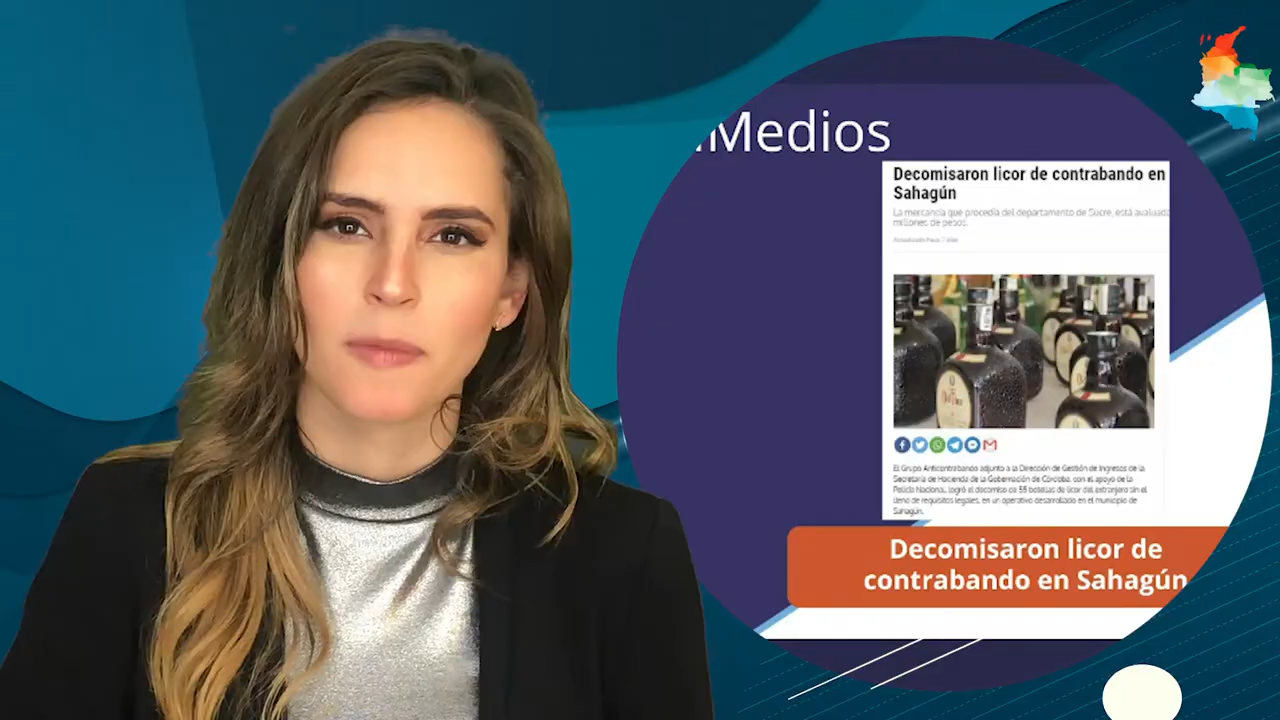 Medios
Decomisaron licor de contrabando en
Sahagún
La mercancía que procedía del departamento de Sucre, está avaluada
millones de pesos.
El Grupo Anticontrabando adjunto a la Dirección de Gestión de Ingresos de la
Secretaría de Hacienda de la Gobernación de Córdoba, con el apoyo de la
Policía Nacional, logró el decomiso de 55 botellas de licor del extranjero sin el
lleno de requisitos legales, en un operativo desarrollado en el municipio de
Sahagún.
Decomisaron licor de
contrabando en Sahagún